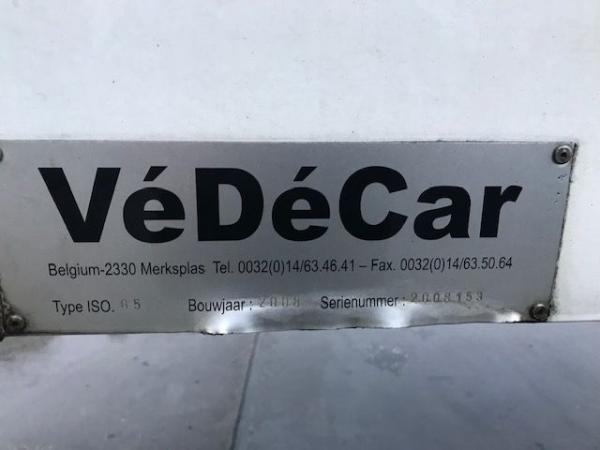 VéDéCar
Belgium-2330 Merksplas Tel. 0032(0)14/63.46.41 – Fax. 0032(0)14/63.50.64
Type ISO. 65 Bouwjaar : 2008 Serienummer : 2008153